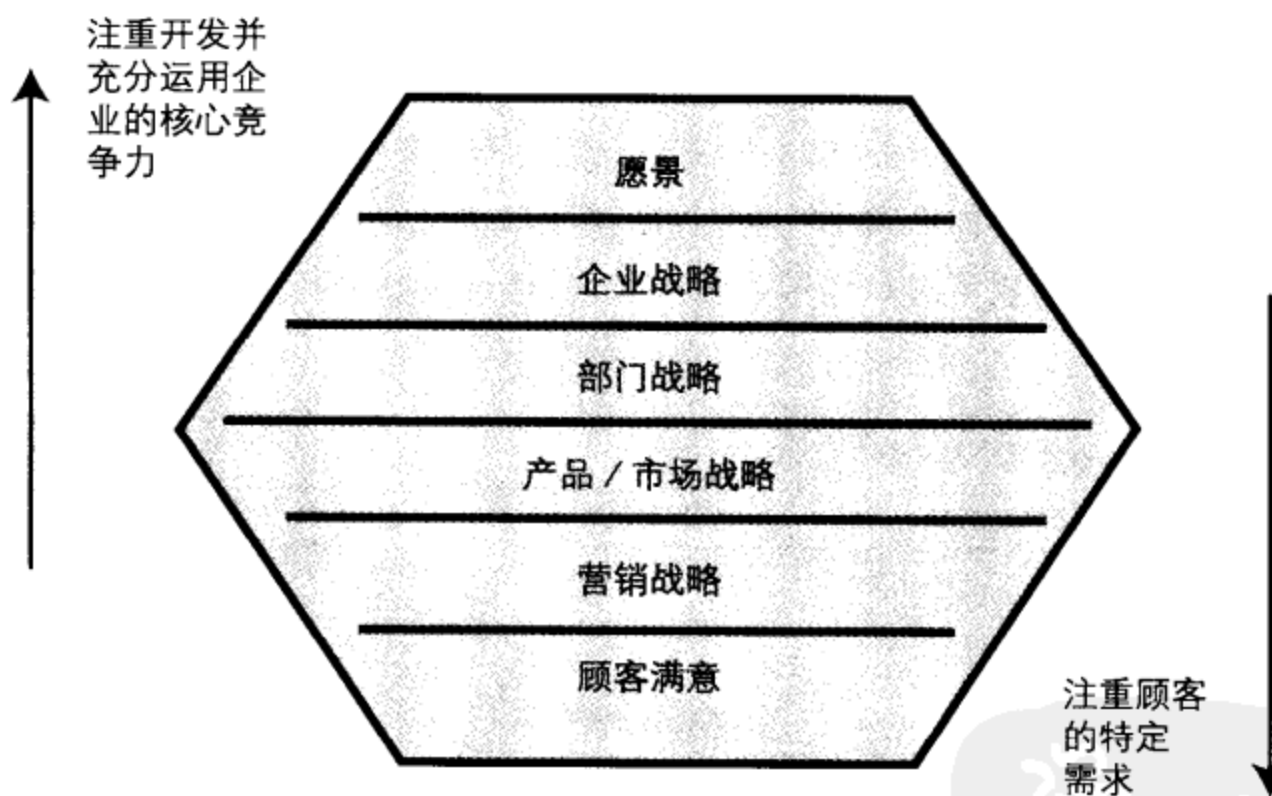 注重开发并
充分运用企
业的核心竞
争力
愿景
企业战略
部门战略
产品/市场战略
营销战略
顾客满意
注重顾客
的特定
需求